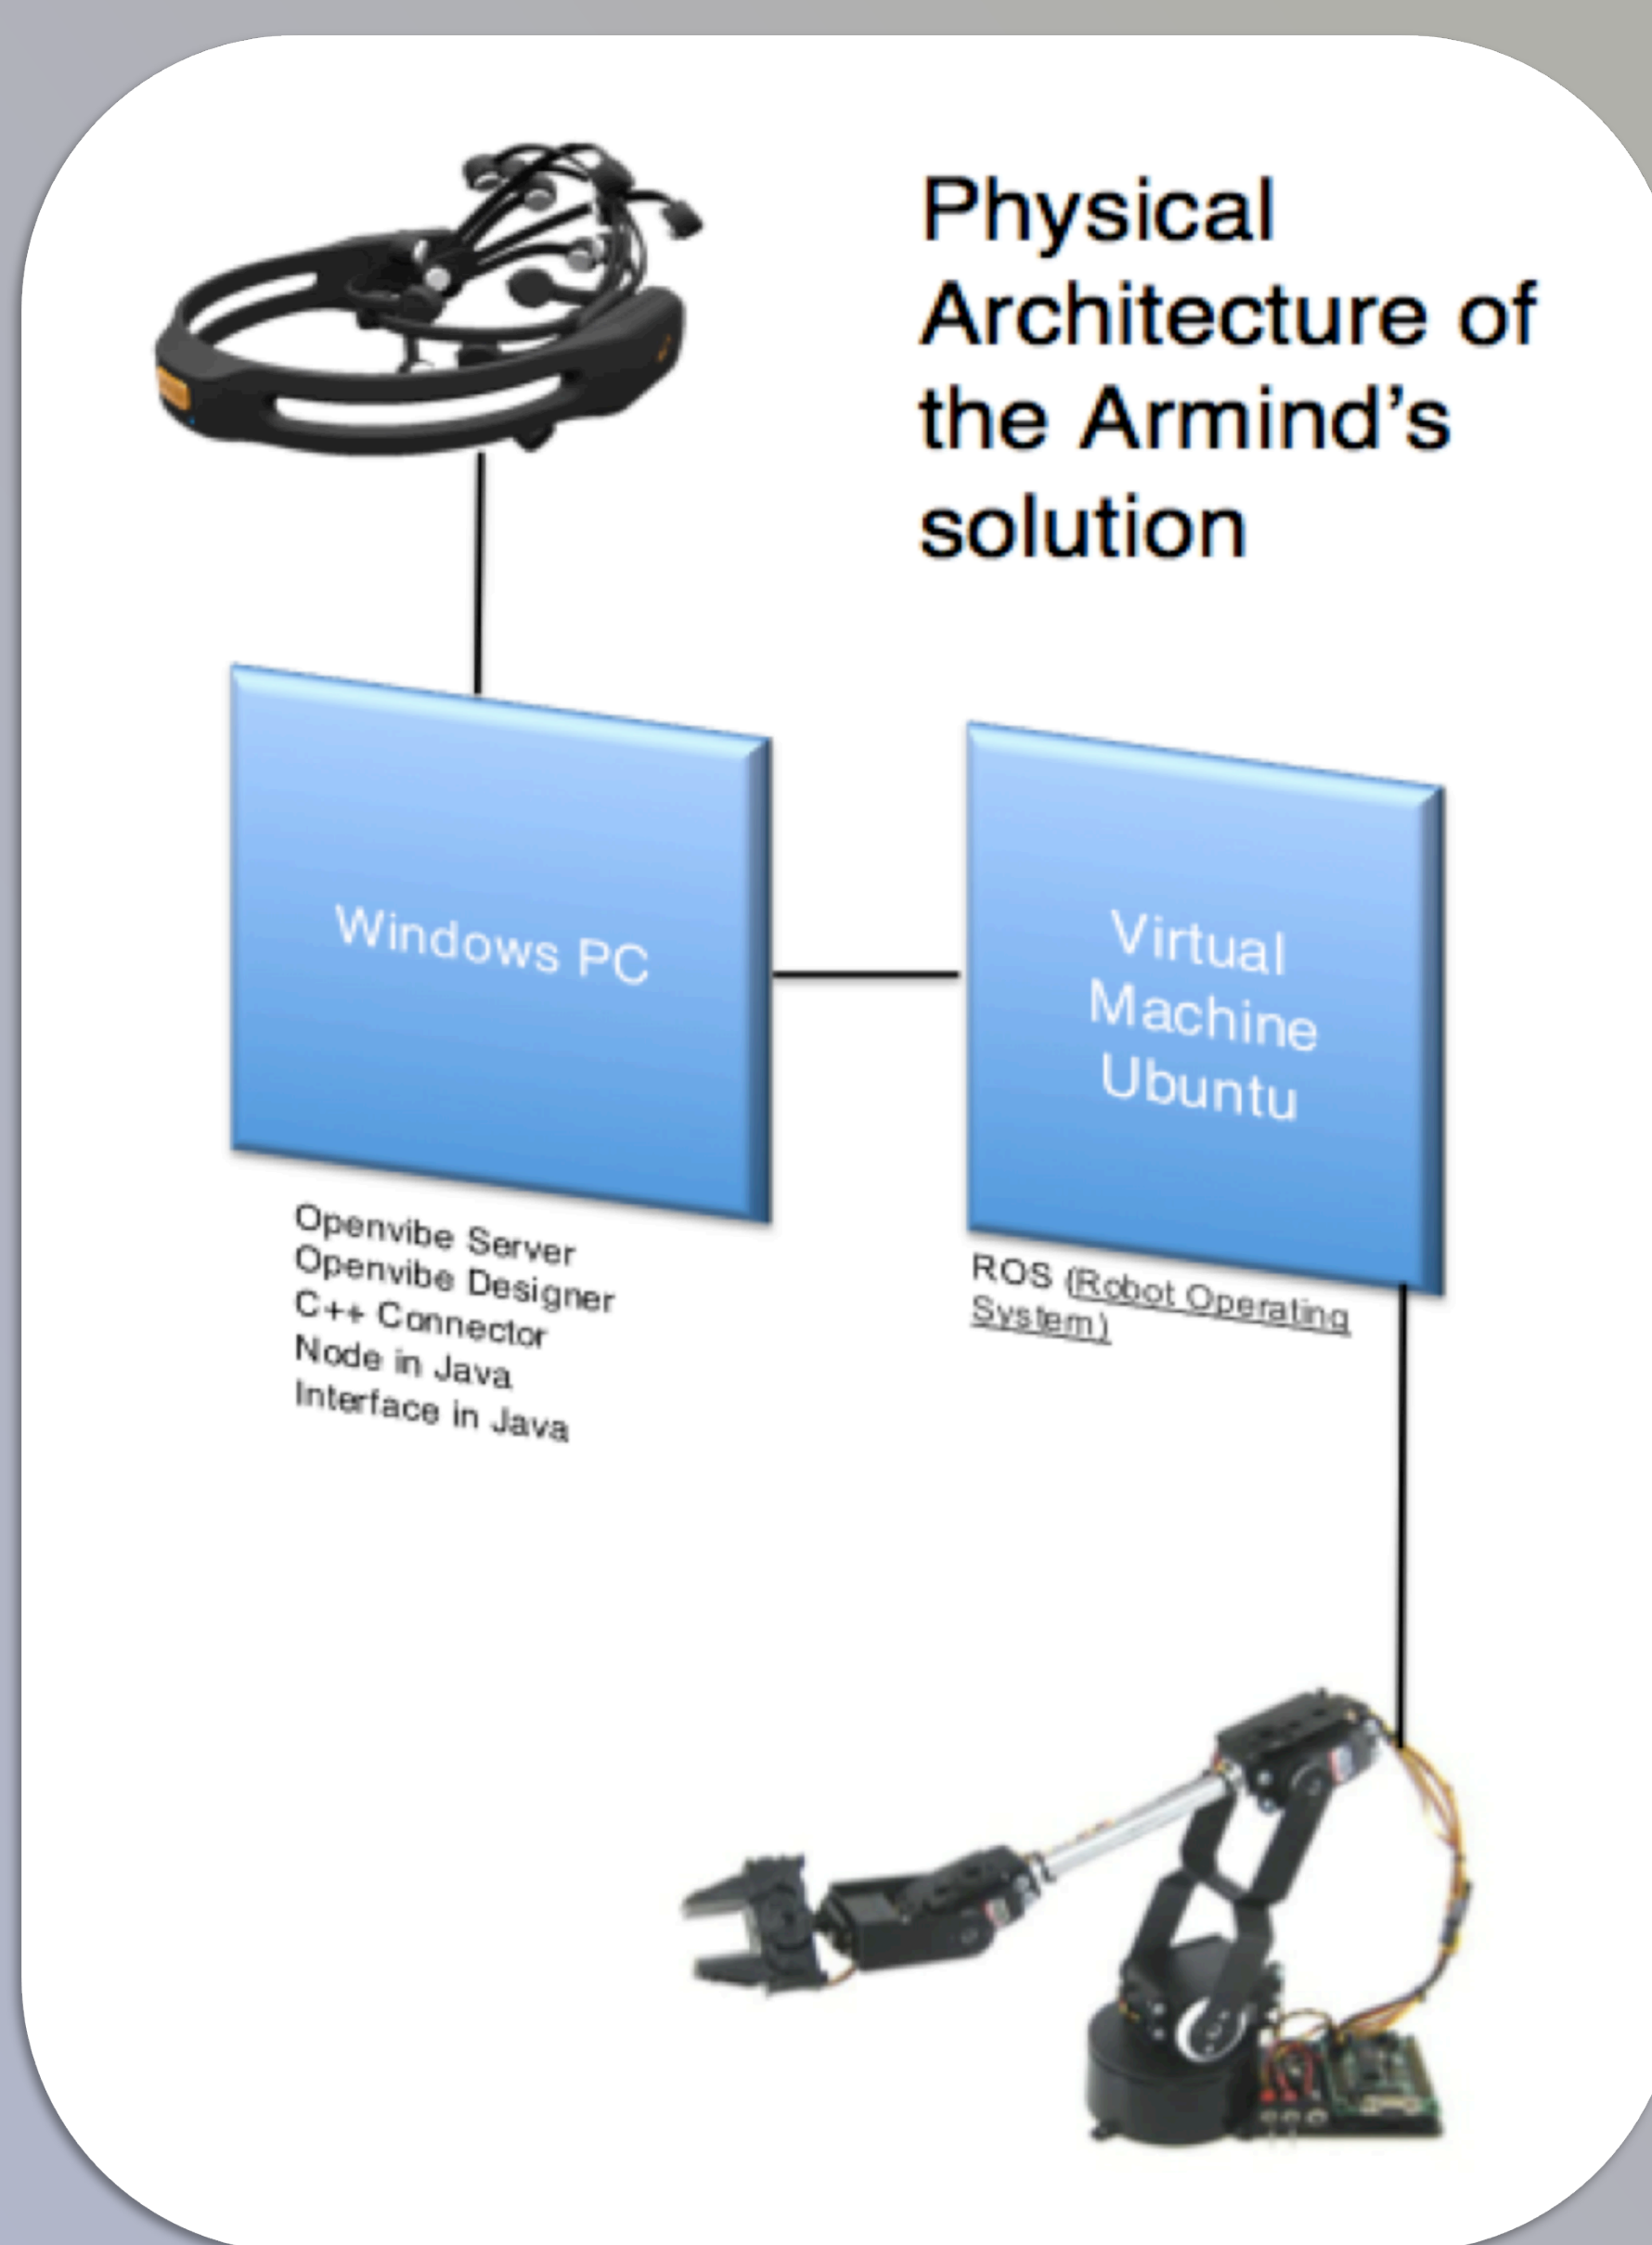 Physical
Architecture of
the Armind's
solution
Windows PC
Virtual
Machine
Ubuntu
Openvibe Server
Openvibe Designer
C++ Connector
Node in Java
Interface in Java
ROS (Robot Operating
System)